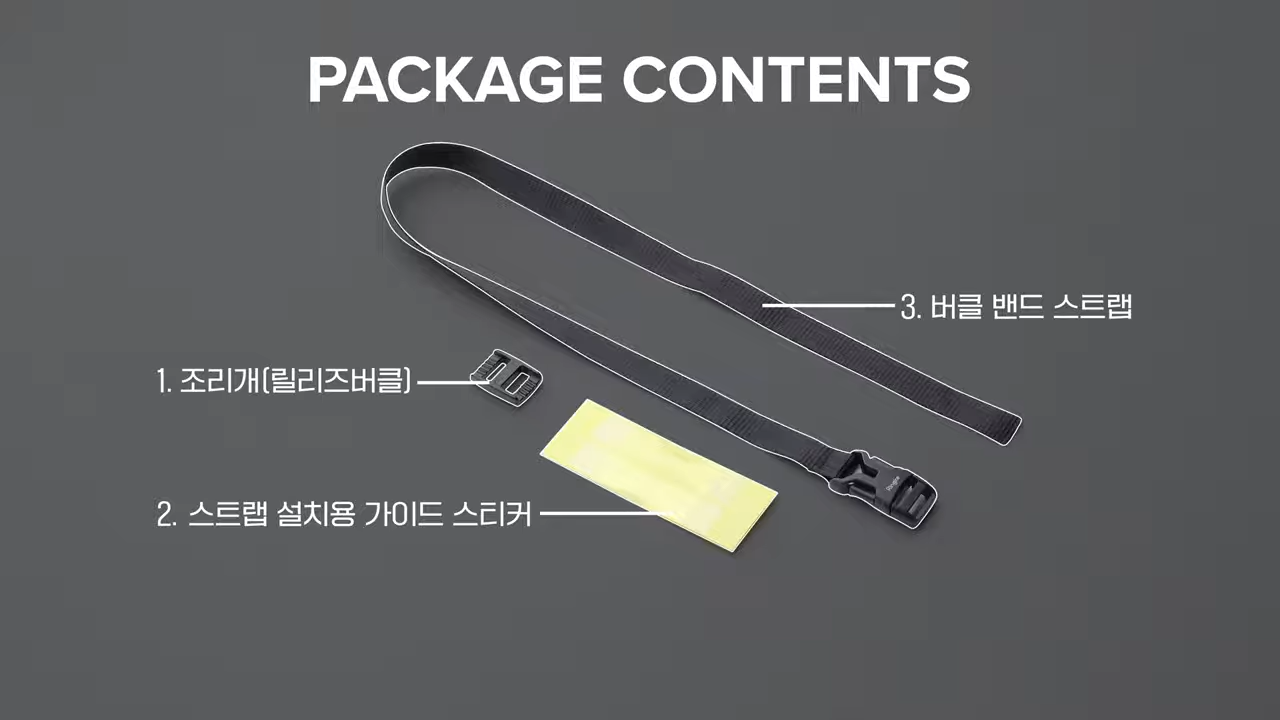 PACKAGE CONTENTS
3. 버클 밴드 스트랩
1. 조리개(릴리즈버클)
2. 스트랩 설치용 가이드 스티커
Ringke